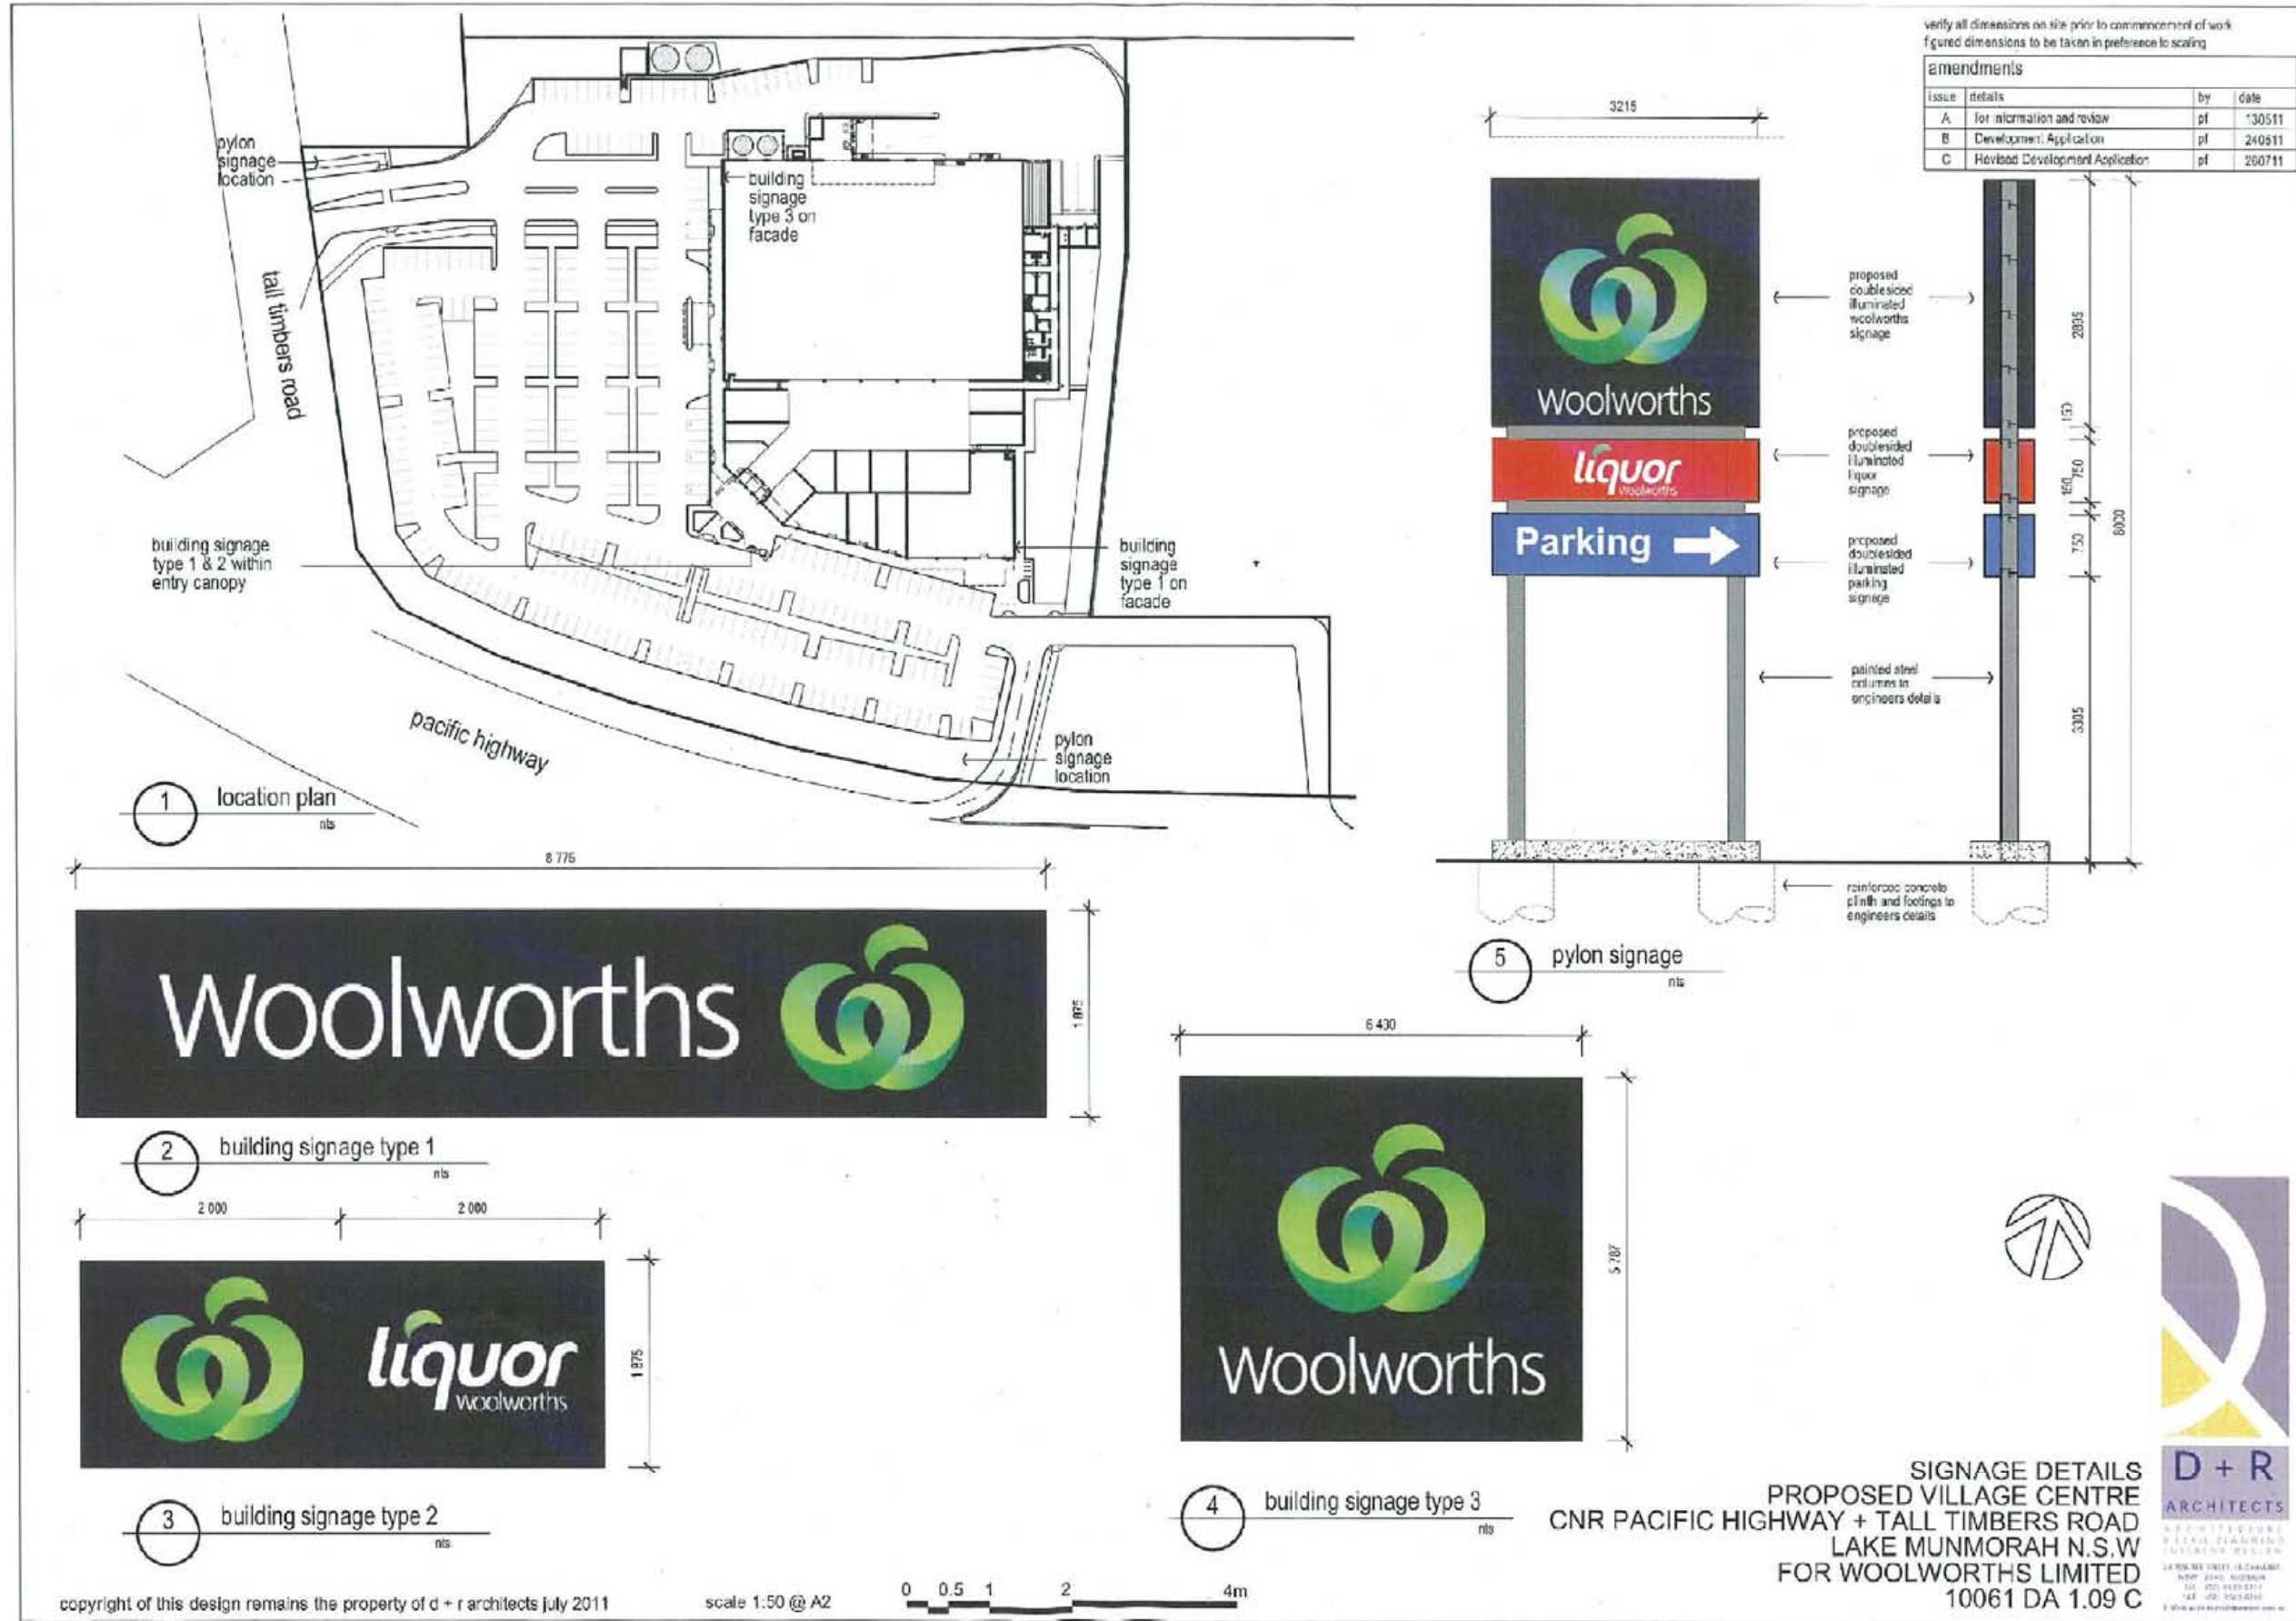 verify all dimensions on site prior to commencement of work
figured dimensions to be taken in preference to scaling
amendments
issue details by date
A for information and review pf 130511
B Development Application pf 240511
C Revised Development Application pf 260711
pylon
signage
location
building
signage
type 3 on
facade
tall timbers road
building signage
type 1 & 2 within
entry canopy
building
signage
type 1 on
facade
pacific highway
pylon
signage
location
1 location plan
nts
3215
woolworths
liquor
woolworths
Parking
proposed
doublesided
illuminated
woolworths
signage
proposed
doublesided
illuminated
liquor
signage
proposed
doublesided
illuminated
parking
signage
painted steel
columns to
engineers details
reinforced concrete
plinth and footings to
engineers details
2895
150
750
150
750
3305
8000
5 pylon signage
nts
8 775
woolworths
1 875
2 building signage type 1
nts
2 000
2 000
liquor
woolworths
1 875
3 building signage type 2
nts
6 430
woolworths
5 787
4 building signage type 3
nts
SIGNAGE DETAILS
PROPOSED VILLAGE CENTRE
CNR PACIFIC HIGHWAY + TALL TIMBERS ROAD
LAKE MUNMORAH N.S.W
FOR WOOLWORTHS LIMITED
10061 DA 1.09 C
D + R
ARCHITECTS
copyright of this design remains the property of d + r architects july 2011
scale 1:50 @ A2
0 0.5 1 2 4m